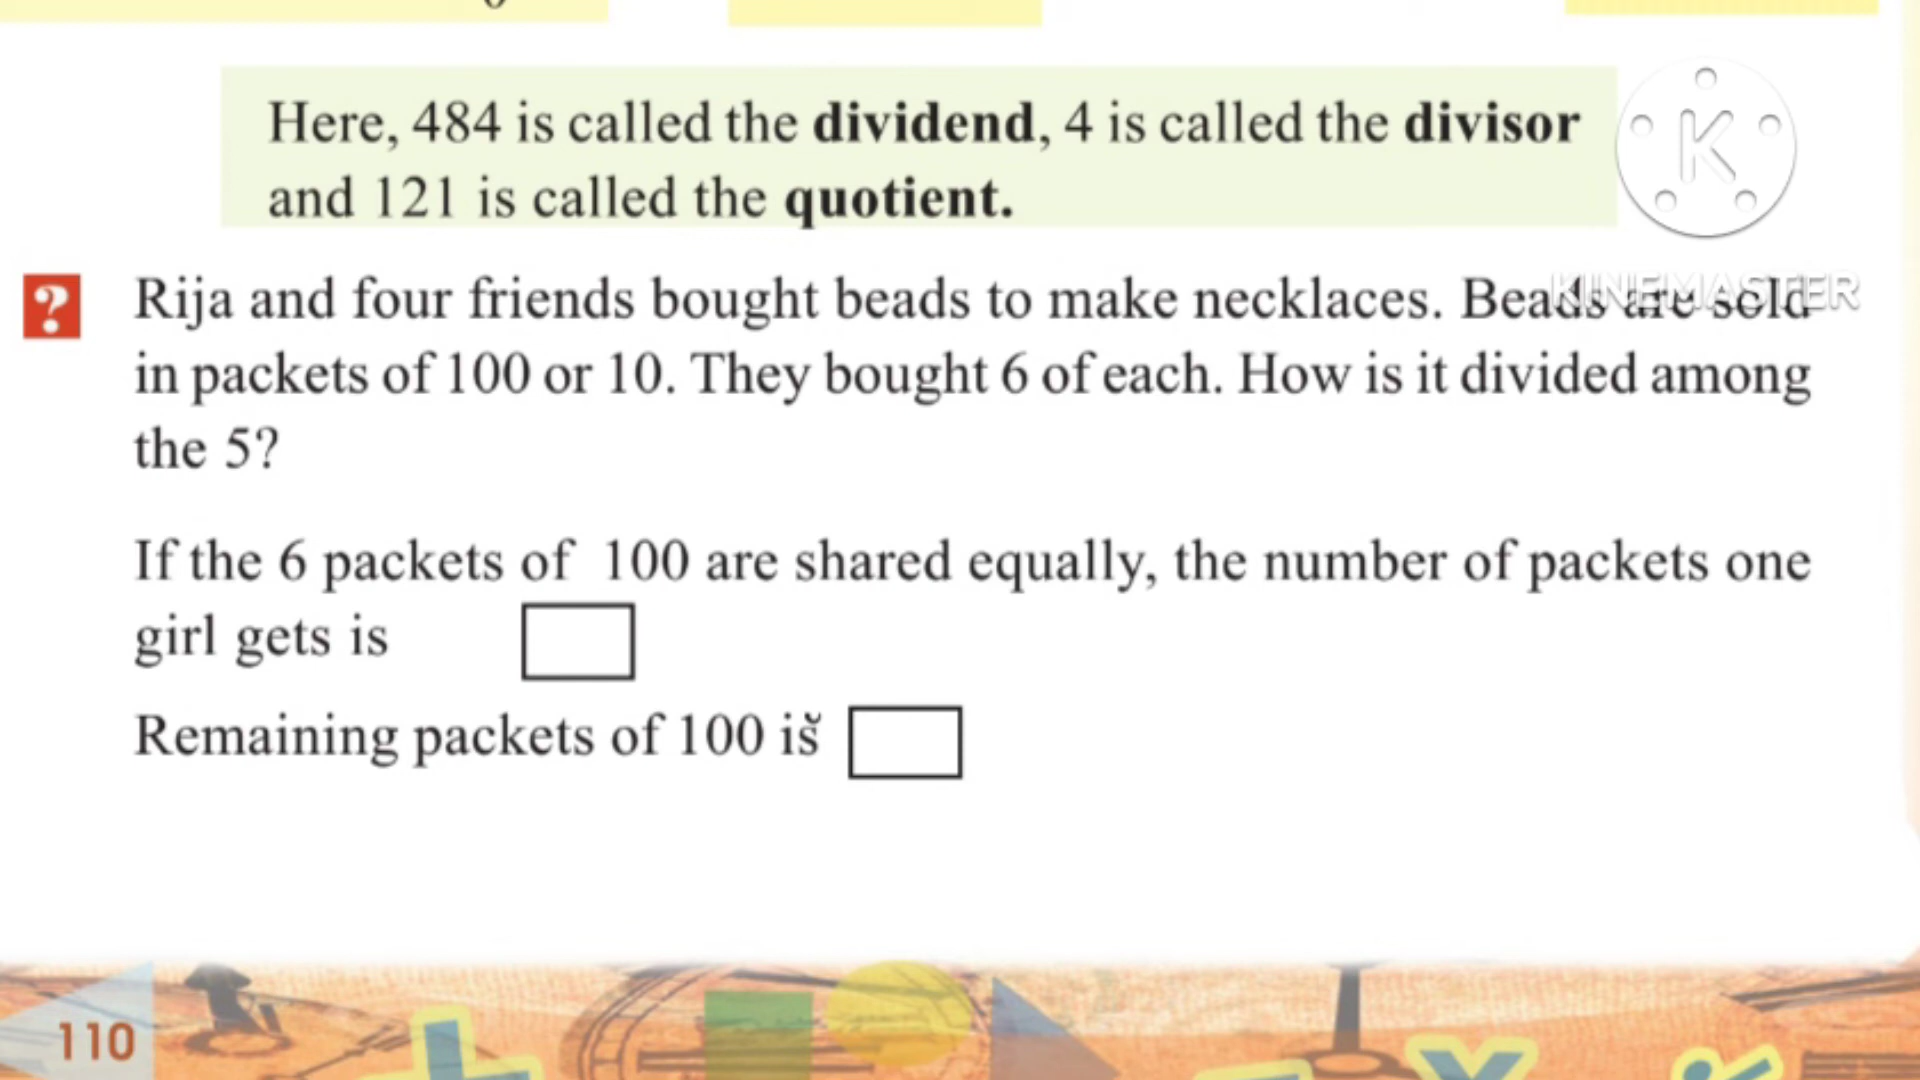 Here, 484 is called the dividend, 4 is called the divisor
and 121 is called the quotient.
K
KINEMASTER
? Rija and four friends bought beads to make necklaces. Beads are sold
in packets of 100 or 10. They bought 6 of each. How is it divided among
the 5?
If the 6 packets of 100 are shared equally, the number of packets one
girl gets is
Remaining packets of 100 is
110